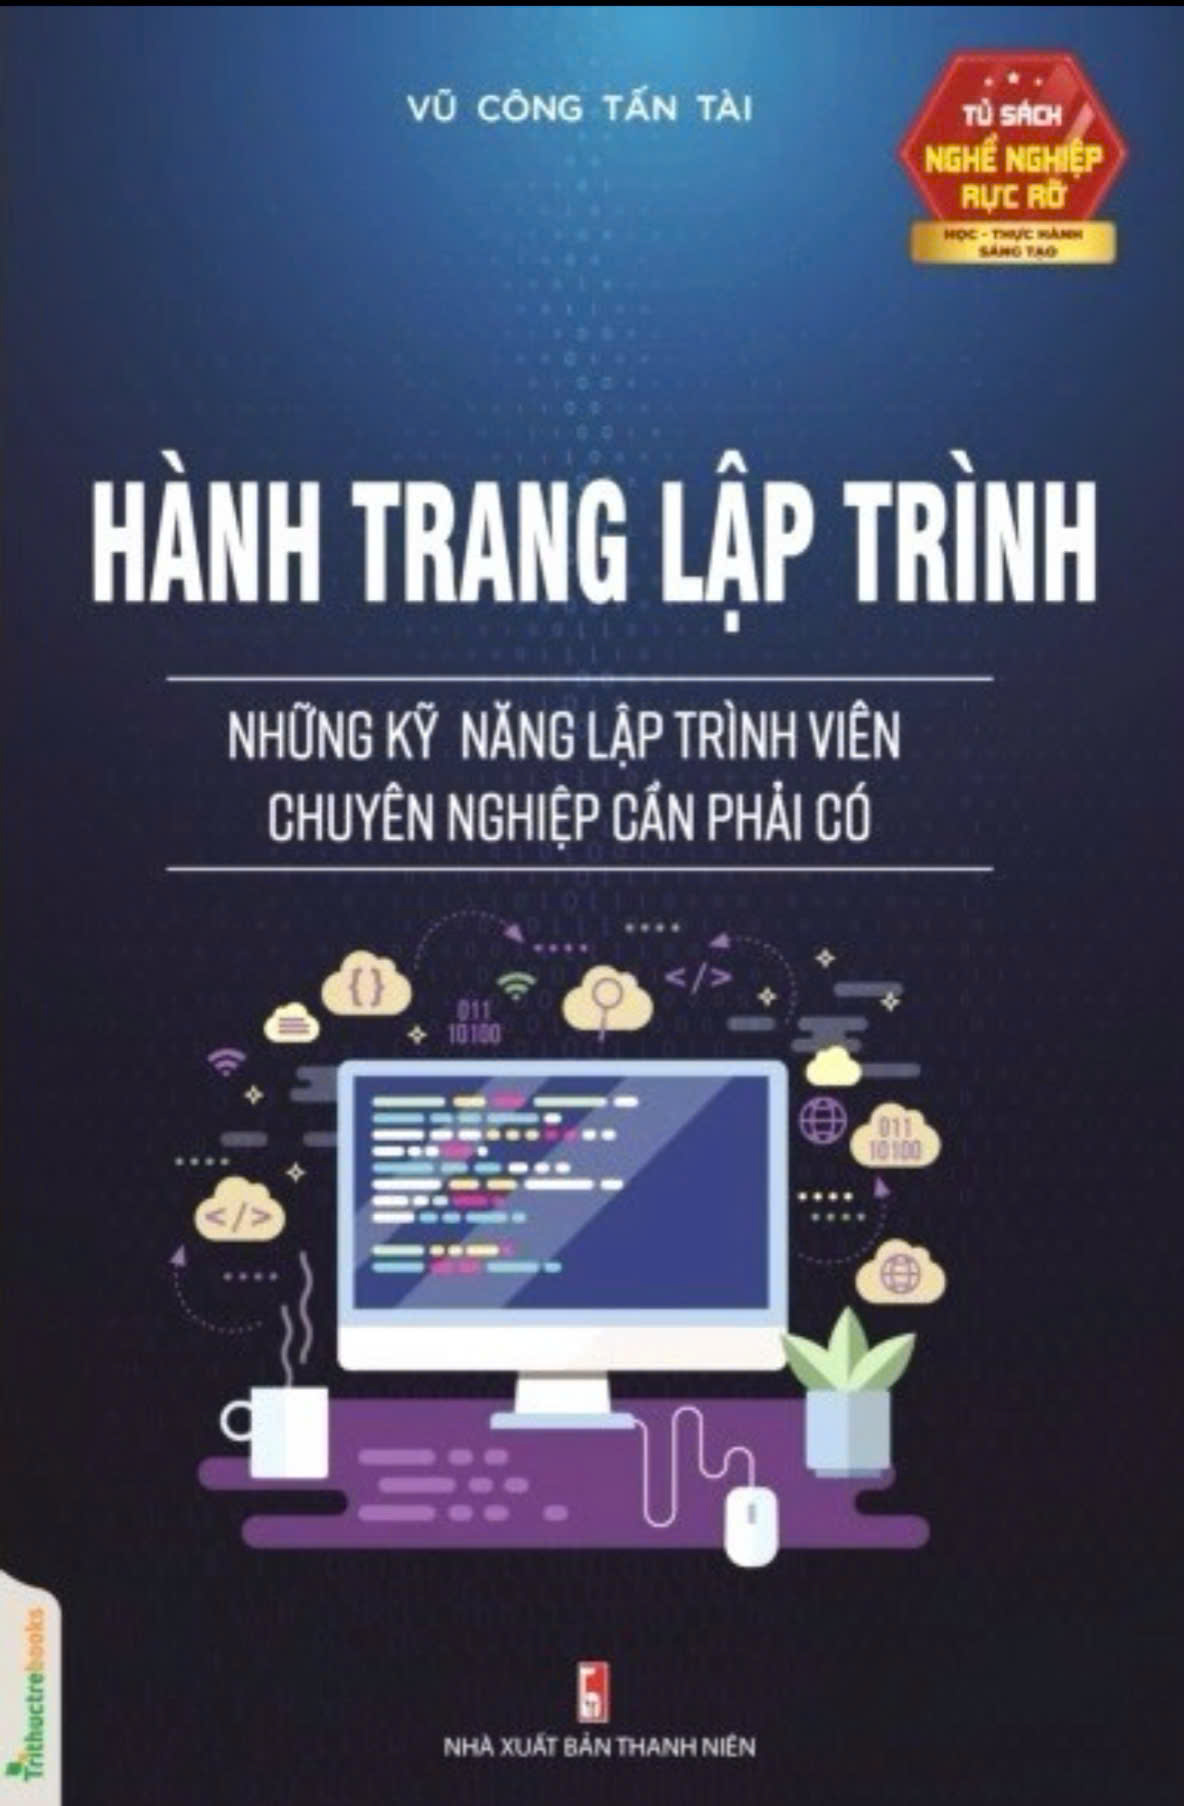 VŨ CÔNG TẤN TÀI
TỦ SÁCH
NGHỀ NGHIỆP
RỰC RỠ
HỌC - THỰC HÀNH
SÁNG TẠO
HÀNH TRANG LẬP TRÌNH
NHỮNG KỸ NĂNG LẬP TRÌNH VIÊN
CHUYÊN NGHIỆP CẦN PHẢI CÓ
{}
</>
011
10100
011
10100
</>
Trithuctrebooks
NHÀ XUẤT BẢN THANH NIÊN